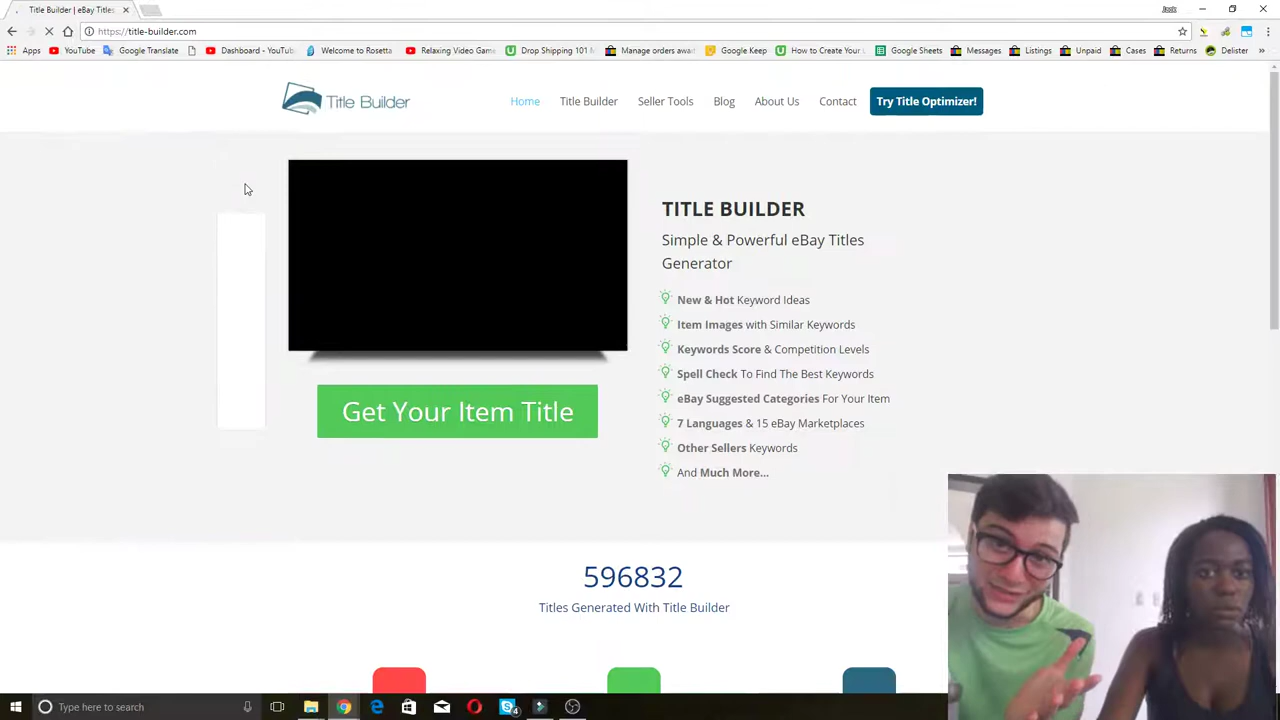 Title Builder | eBay Titles
https://title-builder.com
Apps
YouTube
Google Translate
Dashboard - YouTu
Welcome to Rosetta
Relaxing Video Game
Drop Shipping 101
Manage orders awai
Google Keep
How to Create Your
Google Sheets
Messages
Listings
Unpaid
Cases
Returns
Delister
»
Title Builder
Home
Title Builder
Seller Tools
Blog
About Us
Contact
Try Title Optimizer!
TITLE BUILDER
Simple & Powerful eBay Titles
Generator
New & Hot Keyword Ideas
Item Images with Similar Keywords
Keywords Score & Competition Levels
Spell Check To Find The Best Keywords
eBay Suggested Categories For Your Item
7 Languages & 15 eBay Marketplaces
Other Sellers Keywords
And Much More...
Get Your Item Title
596832
Titles Generated With Title Builder
Type here to search